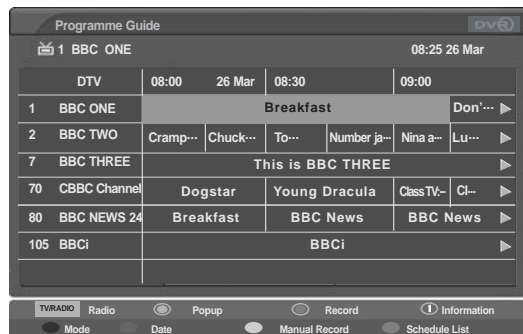 Programme Guide DVR
1 BBC ONE 08:25 26 Mar
DTV 08:00 26 Mar 08:30 09:00
1 BBC ONE Breakfast Don'...
2 BBC TWO Cramp... Chuck... To... Number ja... Nina a... Lu...
7 BBC THREE This is BBC THREE
70 CBBC Channel Dogstar Young Dracula Class TV:-- Cl...
80 BBC NEWS 24 Breakfast BBC News BBC News
105 BBCi BBCi
TV/RADIO Radio Popup Record Information
Mode Date Manual Record Schedule List